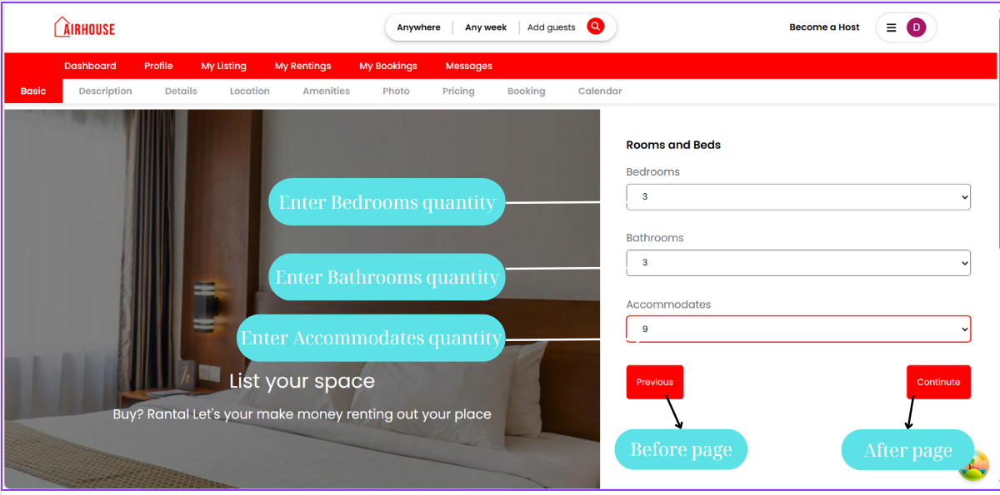 AIRHOUSE
Anywhere Any week Add guests
Become a Host
D
Dashboard Profile My Listing My Rentings My Bookings Messages
Basic Description Details Location Amenities Photo Pricing Booking Calendar
Rooms and Beds
Bedrooms
3
Enter Bedrooms quantity
Bathrooms
3
Enter Bathrooms quantity
Accommodates
9
Enter Accommodates quantity
h
List your space
Buy? Rantal Let's your make money renting out your place
Previous Contiunte
Before page After page